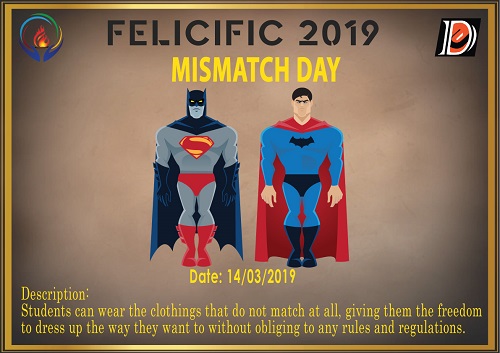 FELICIFIC 2019
MISMATCH DAY
Date: 14/03/2019
Description:
Students can wear the clothings that do not match at all, giving them the freedom
to dress up the way they want to without obliging to any rules and regulations.